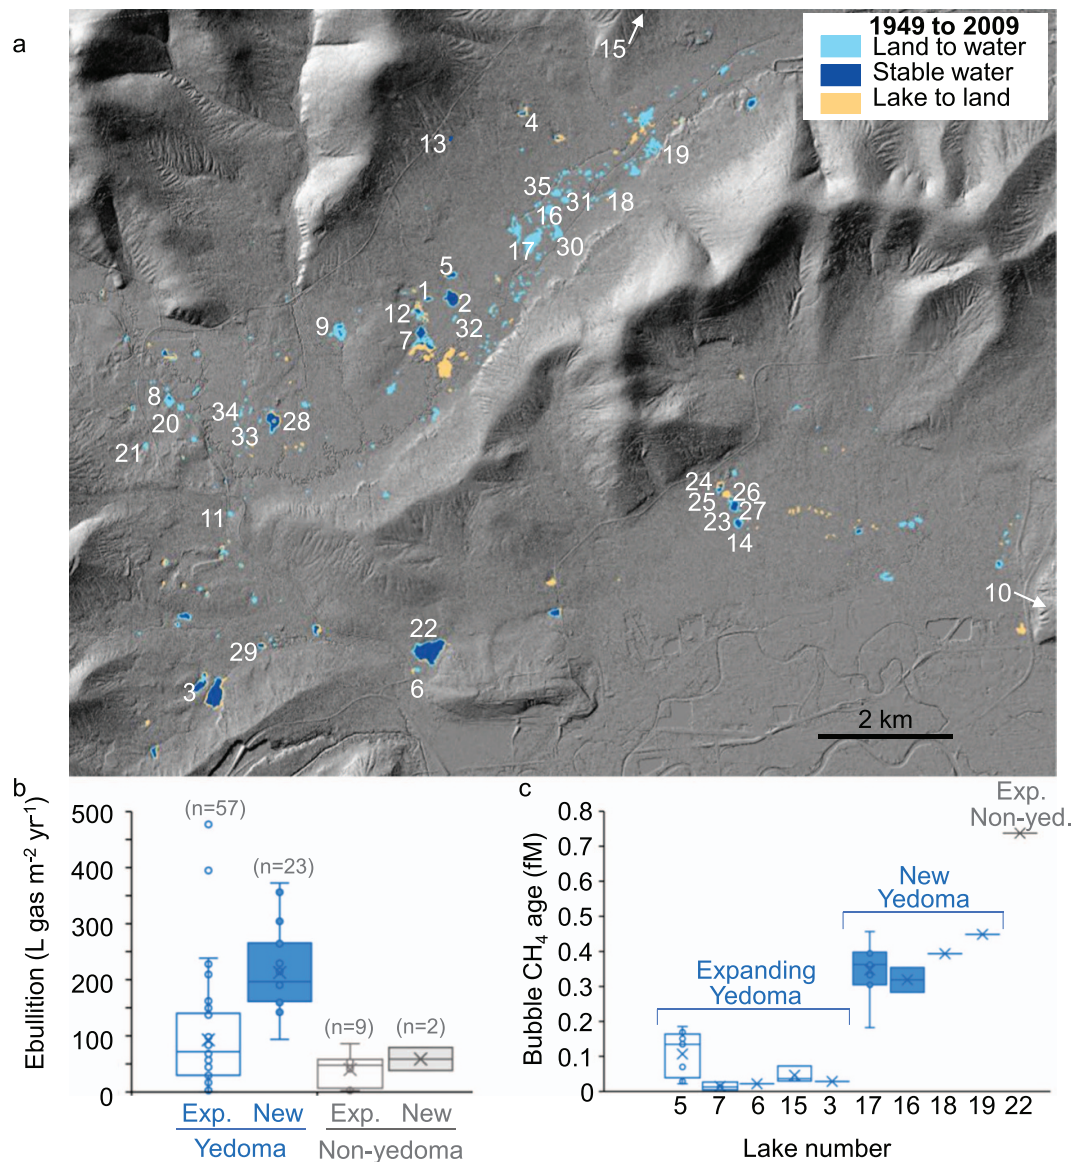 a
15
1949 to 2009
Land to water
Stable water
Lake to land
4
13
19
35
31
18
16
17
30
5
1
2
12
32
9
7
8
34
28
20
33
21
24
26
25
27
23
14
11
10
22
29
3
6
2 km
b
Ebullition (L gas m⁻² yr⁻¹)
500
400
300
200
100
0
(n=57)
(n=23)
(n=9)
(n=2)
Exp.
New
Exp.
New
Yedoma
Non-yedoma
c
Bubble CH₄ age (fM)
0.8
0.7
0.6
0.5
0.4
0.3
0.2
0.1
0
Exp.
Non-yed.
New
Yedoma
Expanding
Yedoma
5 7 6 15 3 17 16 18 19 22
Lake number